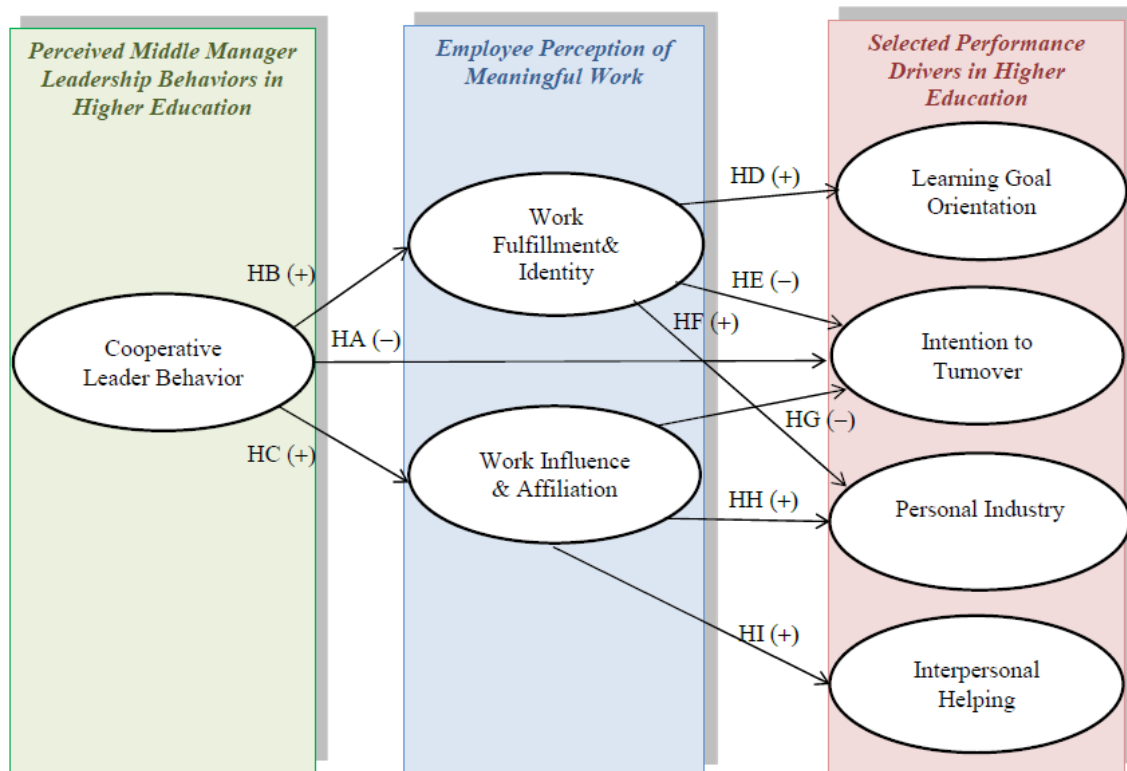 Perceived Middle Manager
Leadership Behaviors in
Higher Education
Employee Perception of
Meaningful Work
Selected Performance
Drivers in Higher
Education
Cooperative
Leader Behavior
HB (+)
HA (–)
HC (+)
Work
Fulfillment&
Identity
Work Influence
& Affiliation
HD (+)
HE (–)
HF (+)
HG (–)
HH (+)
HI (+)
Learning Goal
Orientation
Intention to
Turnover
Personal Industry
Interpersonal
Helping